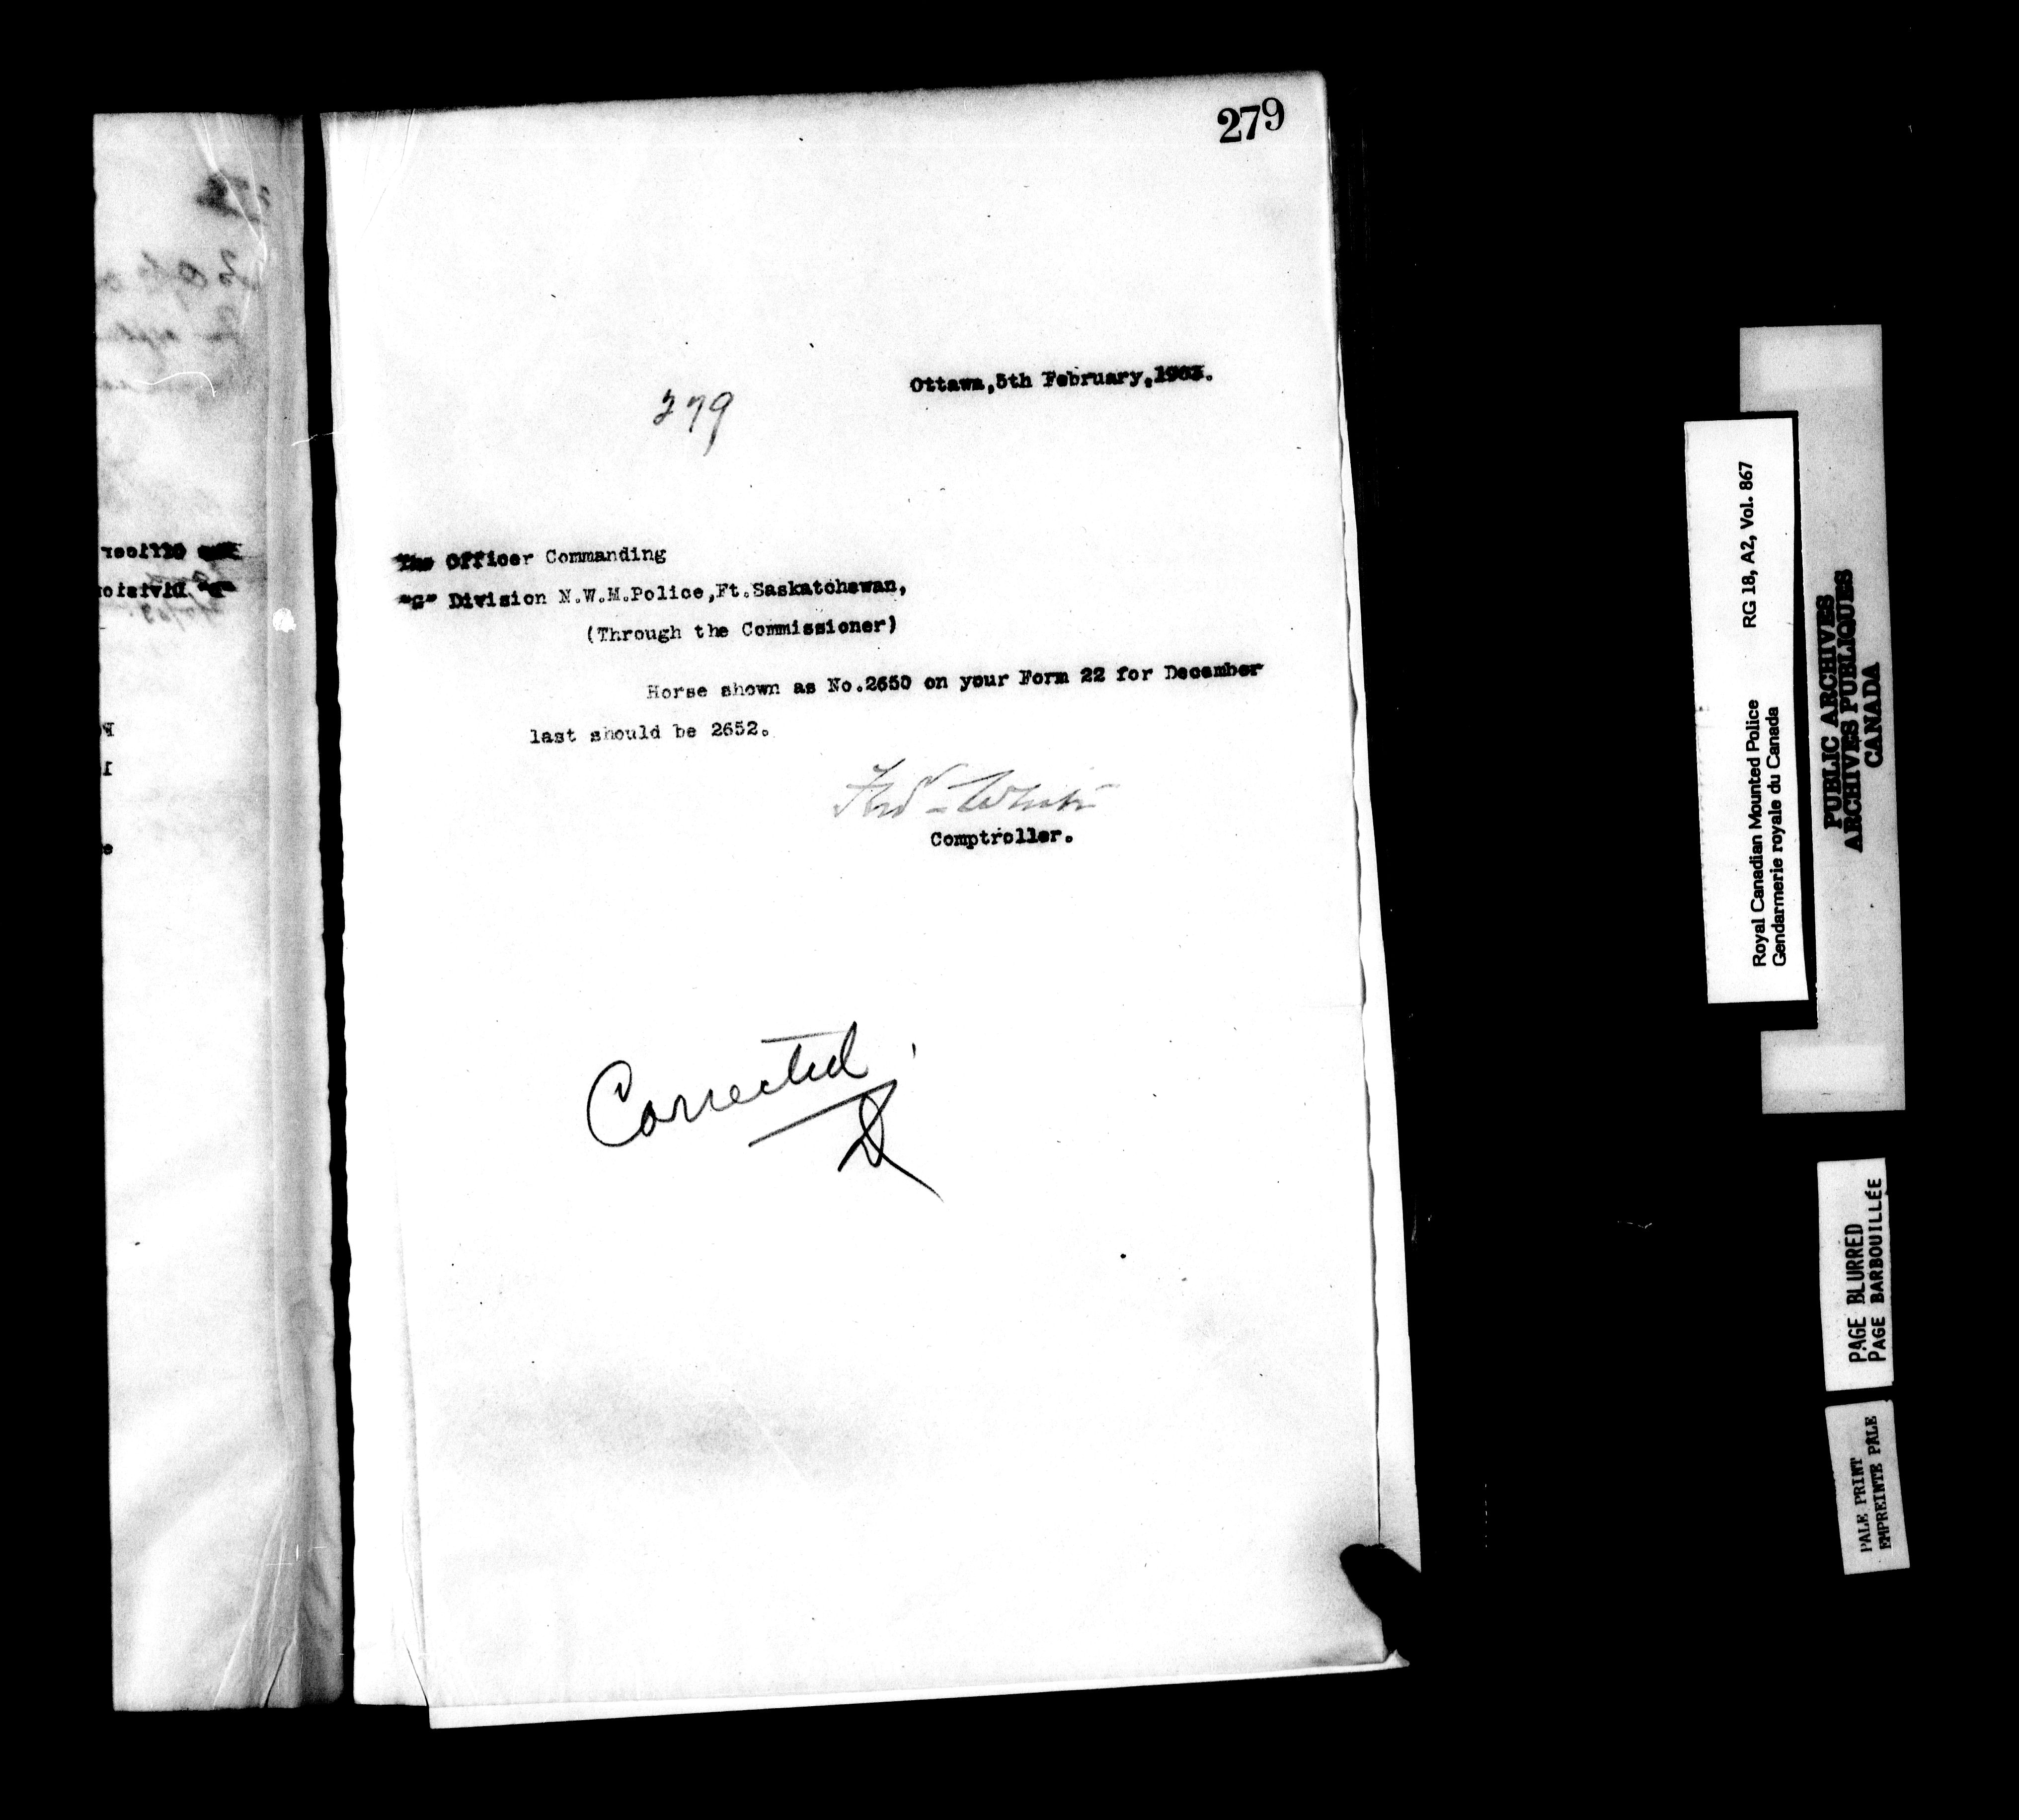 279
Ottawa,5th February,1903.
279
The Officer Commanding
"G" Division N.W.M.Police,Ft.Saskatchewan,
(Through the Commissioner)
Horse shown as No.2650 on your Form 22 for December
last should be 2652.
Fred White
Comptroller.
Corrected
RG 18, A2, Vol. 867
Royal Canadian Mounted Police
Gendarmerie royale du Canada
PUBLIC ARCHIVES
ARCHIVES PUBLIQUES
CANADA
PAGE BLURRED
PAGE BARBOUILLÉE
PALE PRINT
EMPREINTE PÂLE